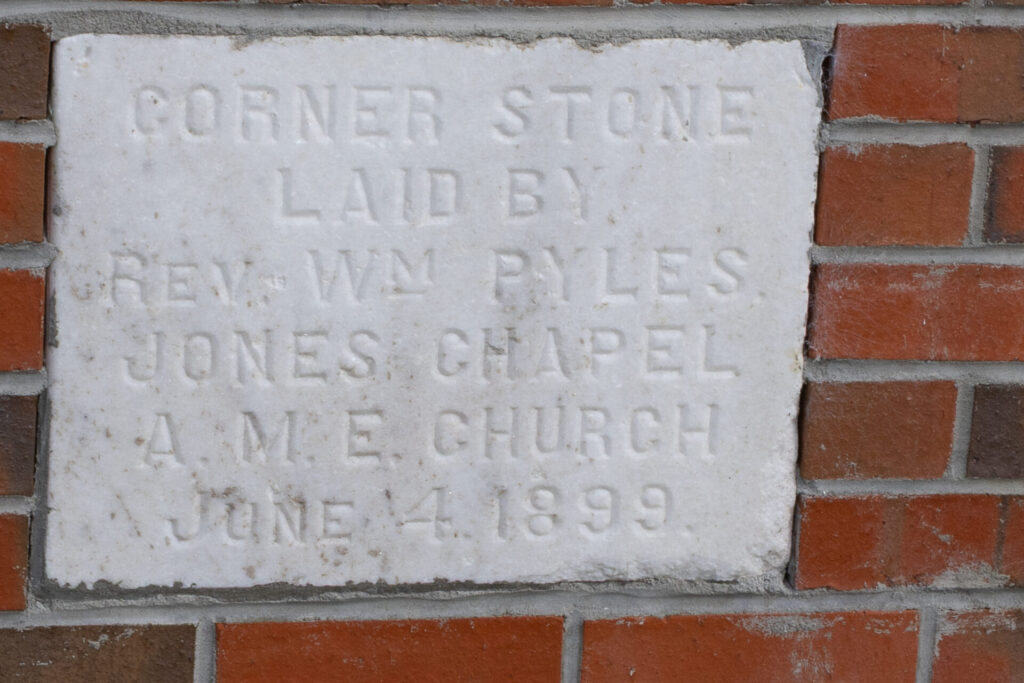 CORNER STONE
LAID BY
REV. WM PYLES.
JONES CHAPEL
A. M. E. CHURCH
JUNE 4. 1899.